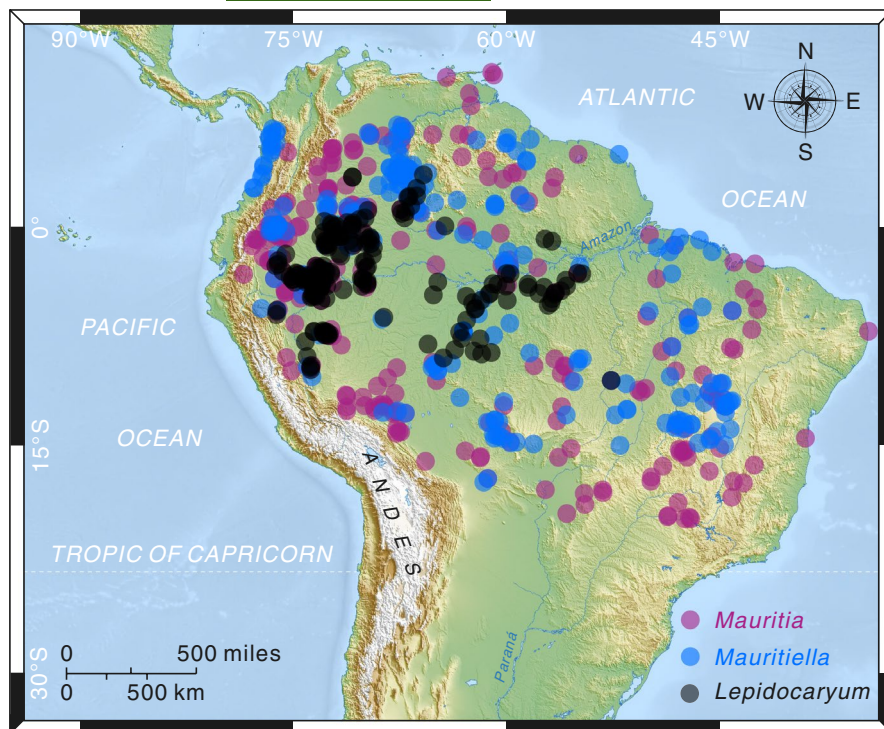 90°W 75°W 60°W 45°W
N
ATLANTIC
W E
S
OCEAN
0°
Amazon
PACIFIC
OCEAN
15°S
ANDES
TROPIC OF CAPRICORN
Mauritia
0 500 miles
Mauritiella
Paraná
30°S
0 500 km
Lepidocaryum